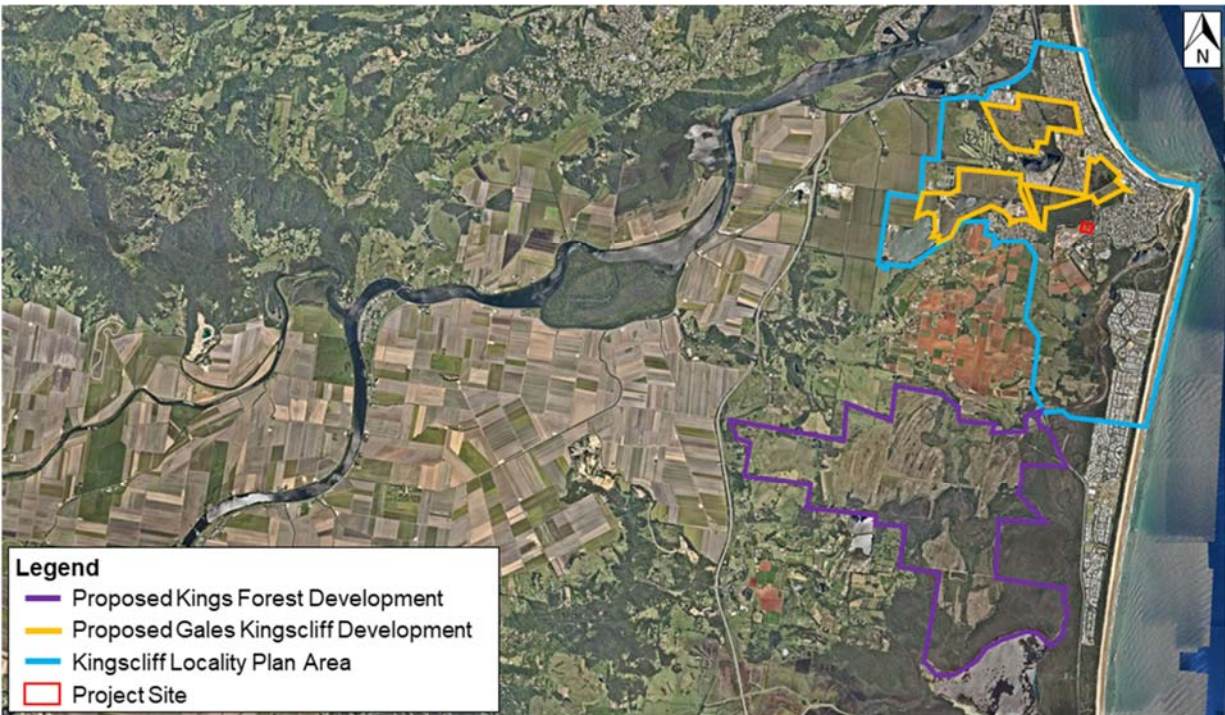 N
Legend
Proposed Kings Forest Development
Proposed Gales Kingscliff Development
Kingscliff Locality Plan Area
Project Site